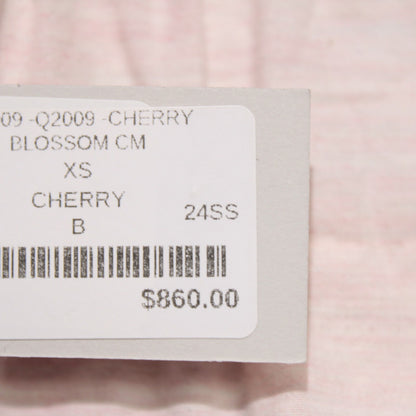 09 -Q2009 -CHERRY
BLOSSOM CM
XS
CHERRY
B
24SS
$860.00